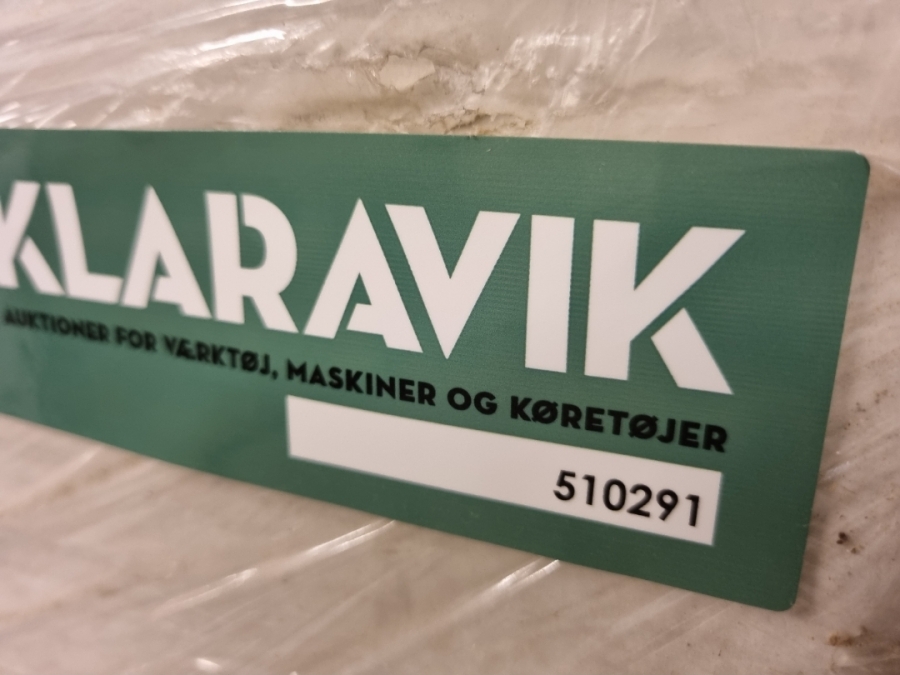 KLARAVIK
AUKTIONER FOR VÆRKTØJ, MASKINER OG KØRETØJER
510291